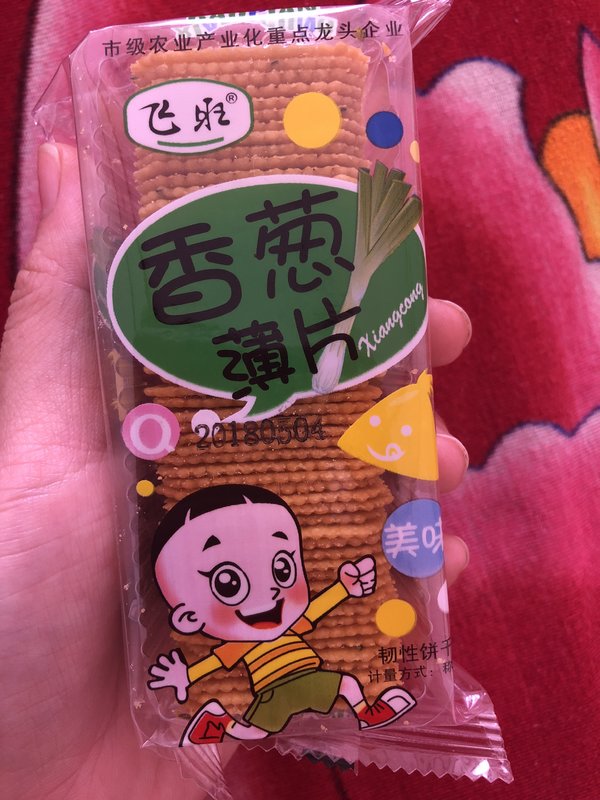 市级农业产业化重点龙头企业
飞旺®
香葱
薄片
Xiangcong
20180504
美味
韧性饼干
计量方式：称